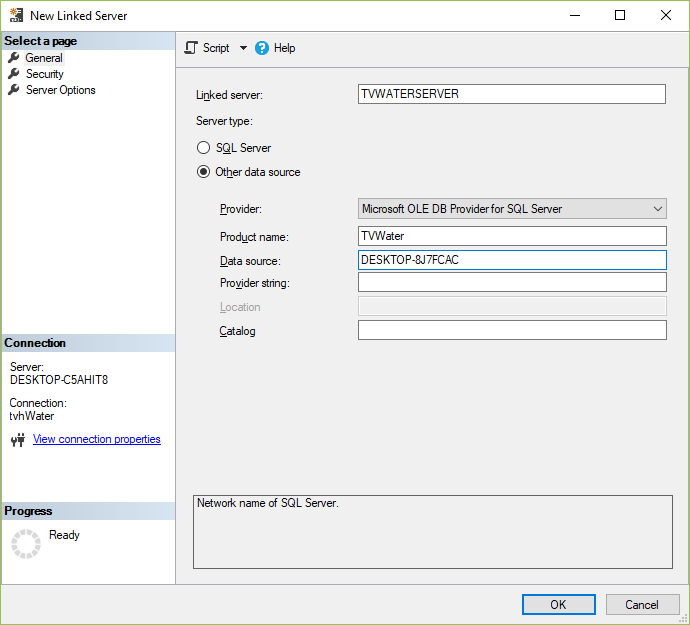 New Linked Server
Select a page
General
Security
Server Options
Script
Help
Linked server:
TVWATERSERVER
Server type:
SQL Server
Other data source
Provider:
Microsoft OLE DB Provider for SQL Server
Product name:
TVWater
Data source:
DESKTOP-8J7FCAC
Provider string:
Location
Catalog
Connection
Server:
DESKTOP-C5AHIT8
Connection:
tvhWater
View connection properties
Network name of SQL Server.
Progress
Ready
OK
Cancel